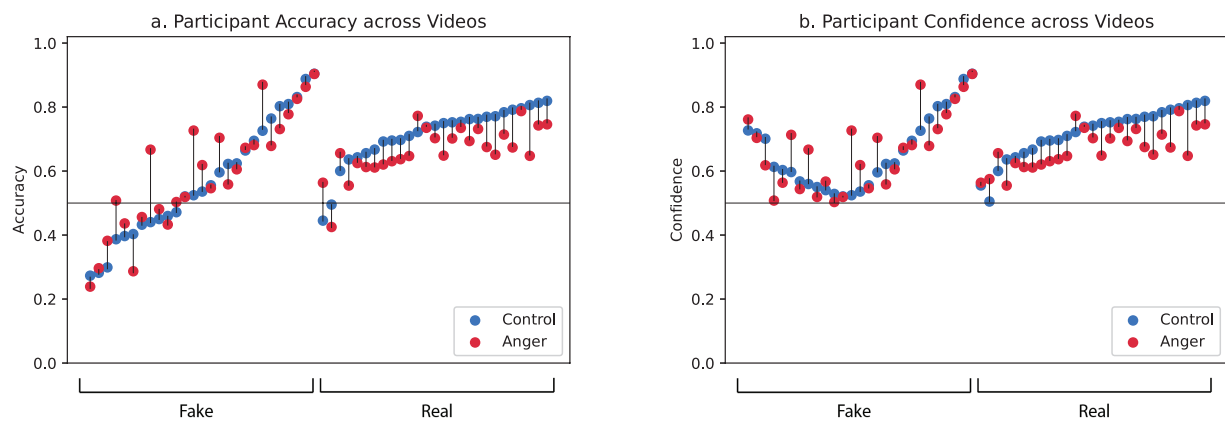 a. Participant Accuracy across Videos
1.0
0.8
0.6
0.4
0.2
0.0
Accuracy
Control
Anger
Fake
Real
b. Participant Confidence across Videos
1.0
0.8
0.6
0.4
0.2
0.0
Confidence
Control
Anger
Fake
Real